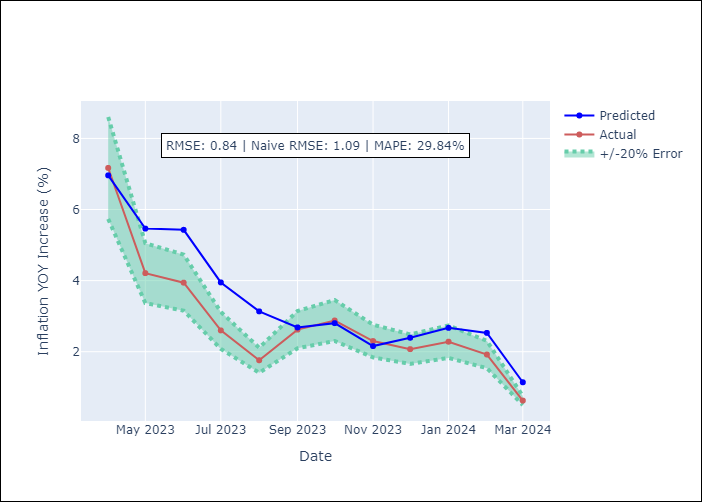 RMSE: 0.84 | Naive RMSE: 1.09 | MAPE: 29.84%
Predicted
Actual
+/-20% Error
Inflation YOY Increase (%)
8
6
4
2
May 2023
Jul 2023
Sep 2023
Nov 2023
Jan 2024
Mar 2024
Date